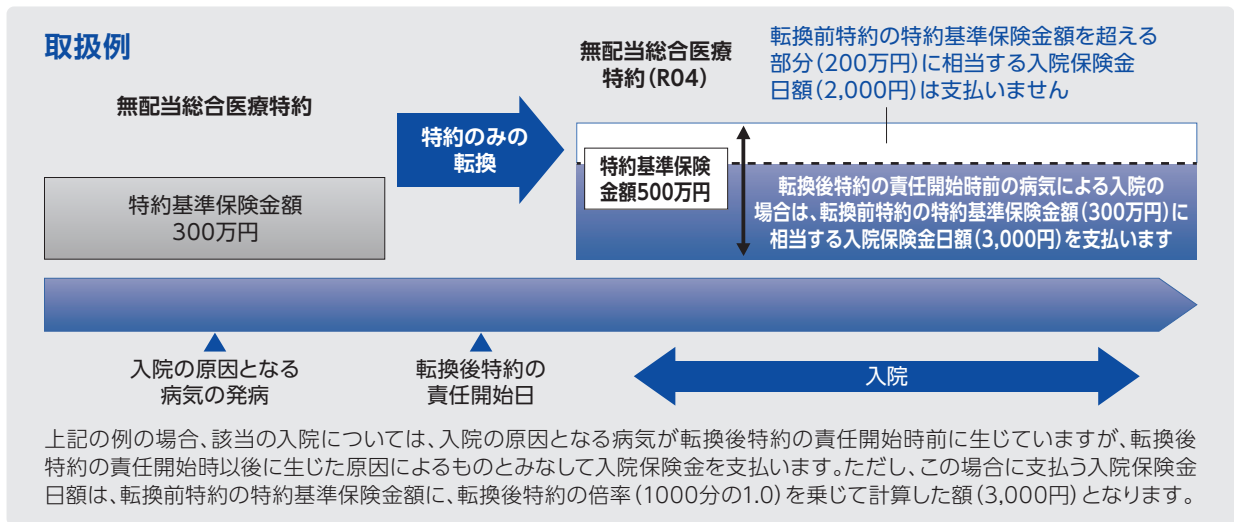 取扱例
無配当総合医療特約
特約基準保険金額
300万円
特約のみの
転換
無配当総合医療
特約（R04）
転換前特約の特約基準保険金額を超える
部分（200万円）に相当する入院保険金
日額（2,000円）は支払いません
特約基準保険
金額500万円
転換後特約の責任開始時前の病気による入院の
場合は、転換前特約の特約基準保険金額（300万円）に
相当する入院保険金日額（3,000円）を支払います
入院の原因となる
病気の発病
転換後特約の
責任開始日
入院
上記の例の場合、該当の入院については、入院の原因となる病気が転換後特約の責任開始時前に生じていますが、転換後
特約の責任開始時以後に生じた原因によるものとみなして入院保険金を支払います。ただし、この場合に支払う入院保険金
日額は、転換前特約の特約基準保険金額に、転換後特約の倍率（1000分の1.0）を乗じて計算した額（3,000円）となります。